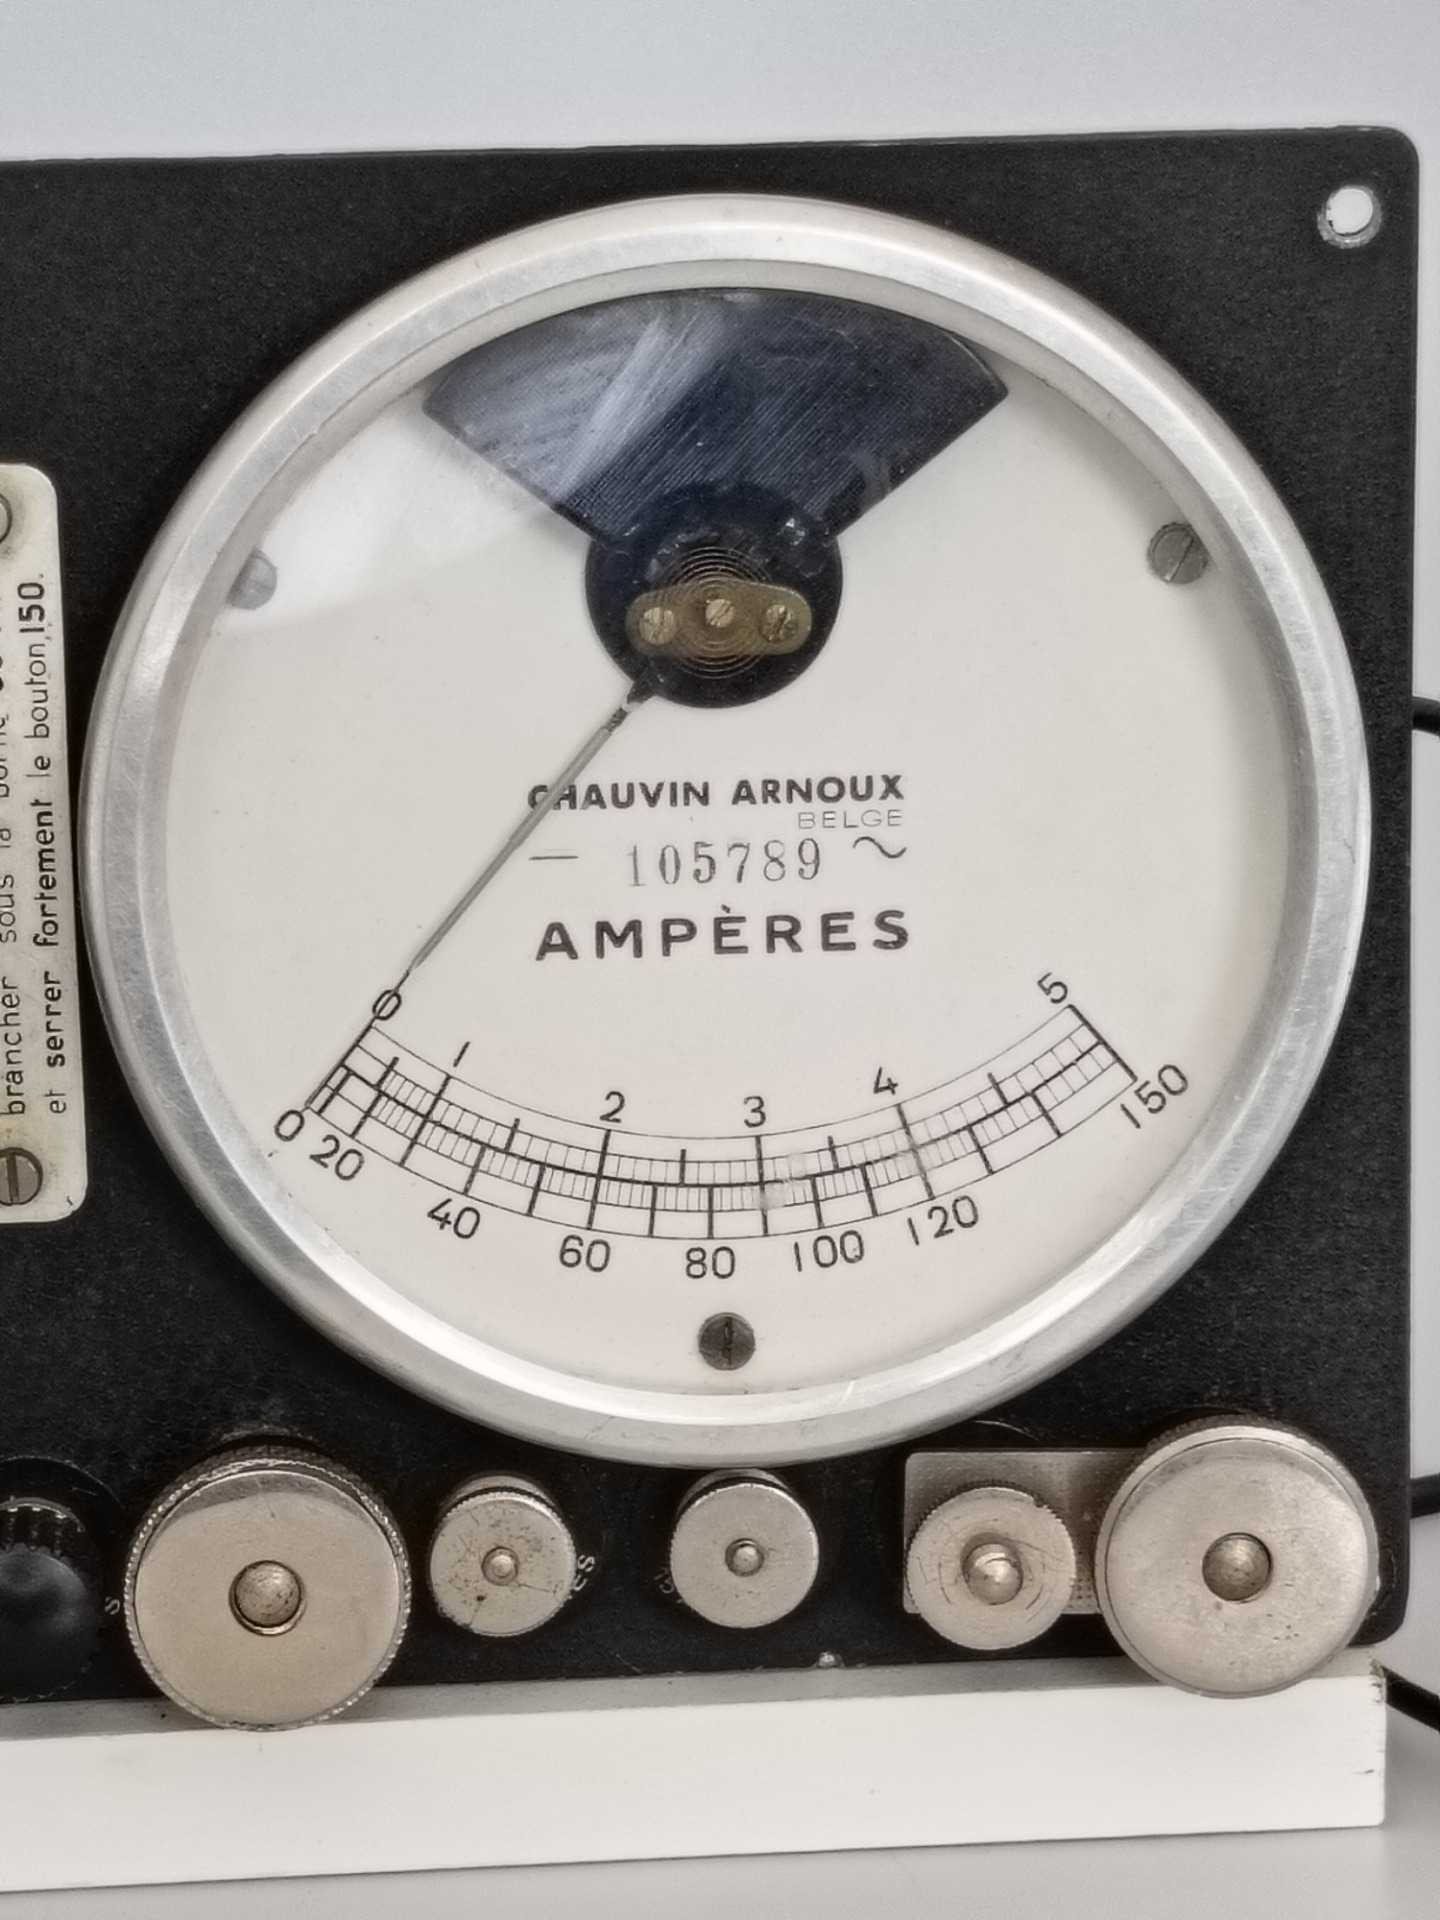 brancher sous la borne
et serrer fortement le bouton,150.
CHAUVIN ARNOUX
BELGE
— 105789 ~
AMPÈRES
0 1 2 3 4 5
0 20 40 60 80 100 120 150